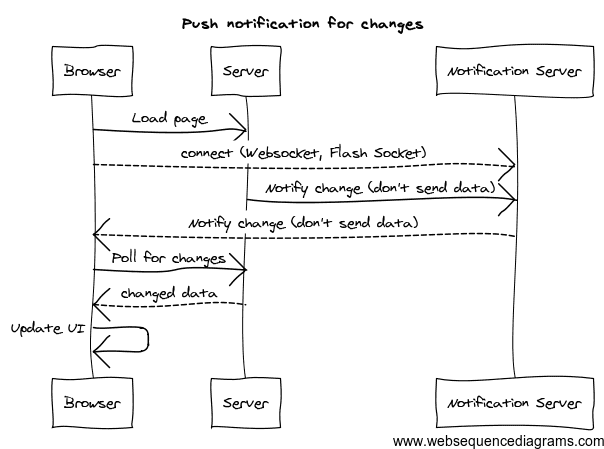 Push notification for changes
Browser
Server
Notification Server
Load page
connect (Websocket, Flash Socket)
Notify change (don't send data)
Notify change (don't send data)
Poll for changes
changed data
Update UI
Browser
Server
Notification Server
www.websequencediagrams.com